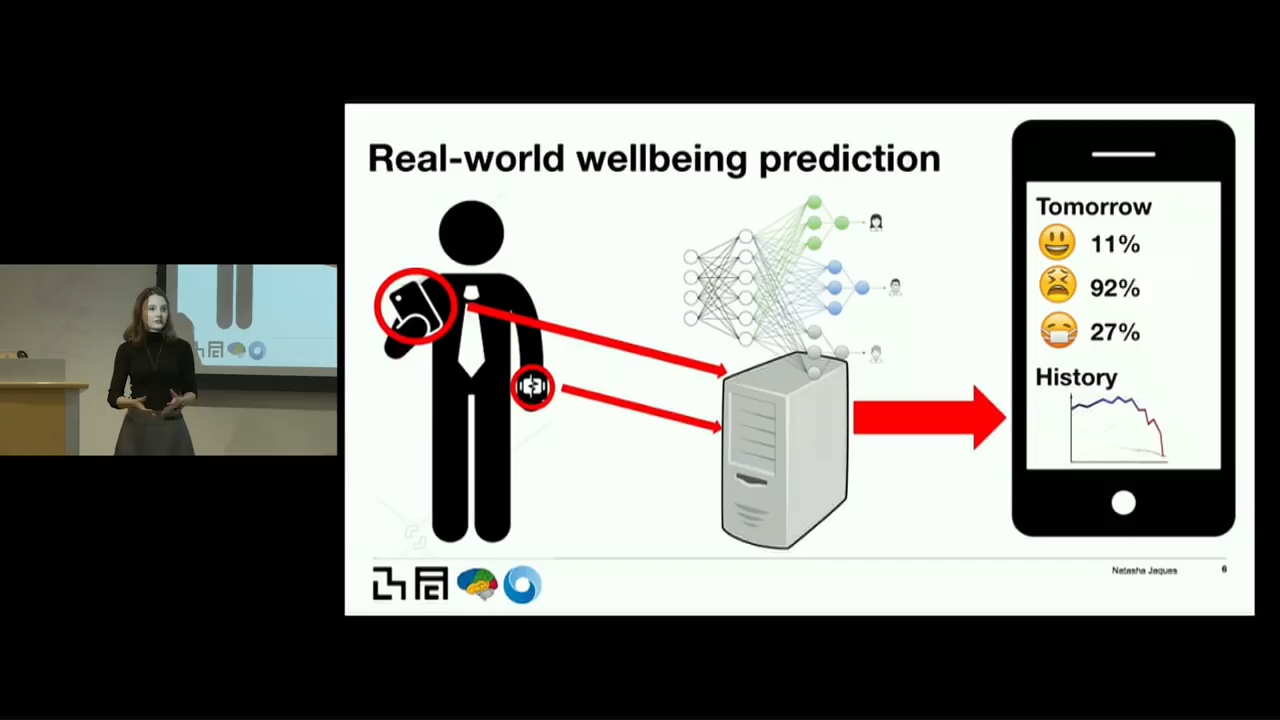 Real-world wellbeing prediction
Tomorrow
11%
92%
27%
History
Natasha Jaques
6